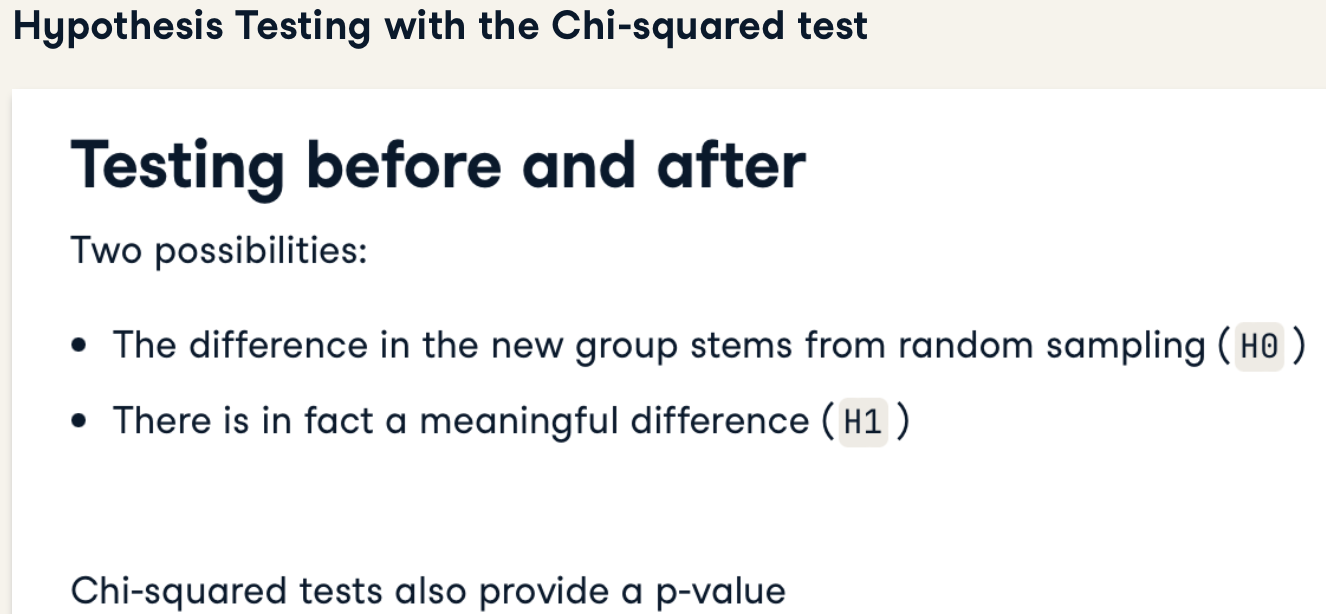 Hypothesis Testing with the Chi-squared test
Testing before and after
Two possibilities:
• The difference in the new group stems from random sampling ( H0 )
• There is in fact a meaningful difference ( H1 )
Chi-squared tests also provide a p-value